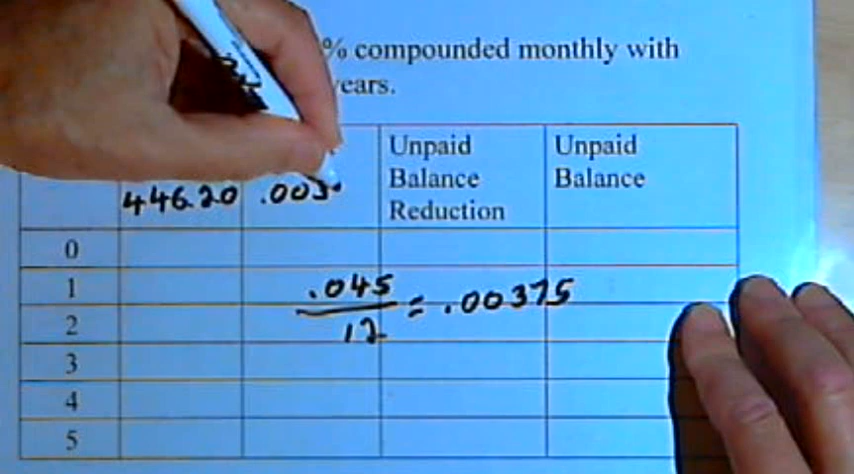 % compounded monthly with
years.
Unpaid Balance Reduction
Unpaid Balance
446.20 .003
0
1
.045
12
= .00375
2
3
4
5